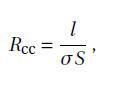 R_cc = l / σS ,